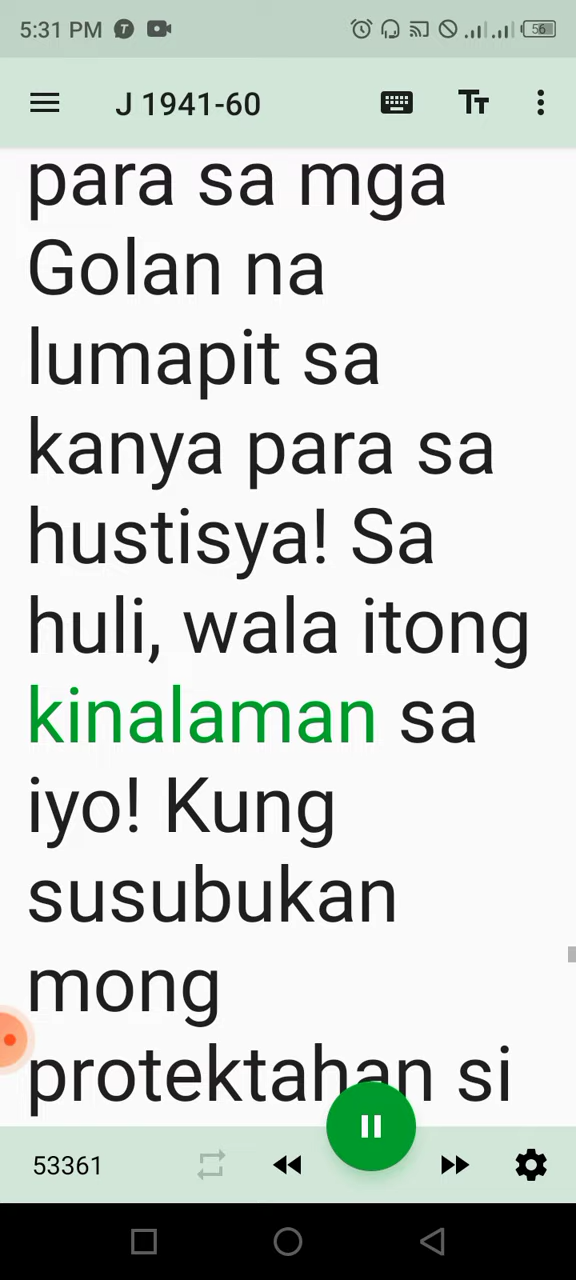 5:31 PM
56
J 1941-60
para sa mga
Golan na
lumapit sa
kanya para sa
hustisya! Sa
huli, wala itong
kinalaman sa
iyo! Kung
susubukan
mong
protektahan si
53361